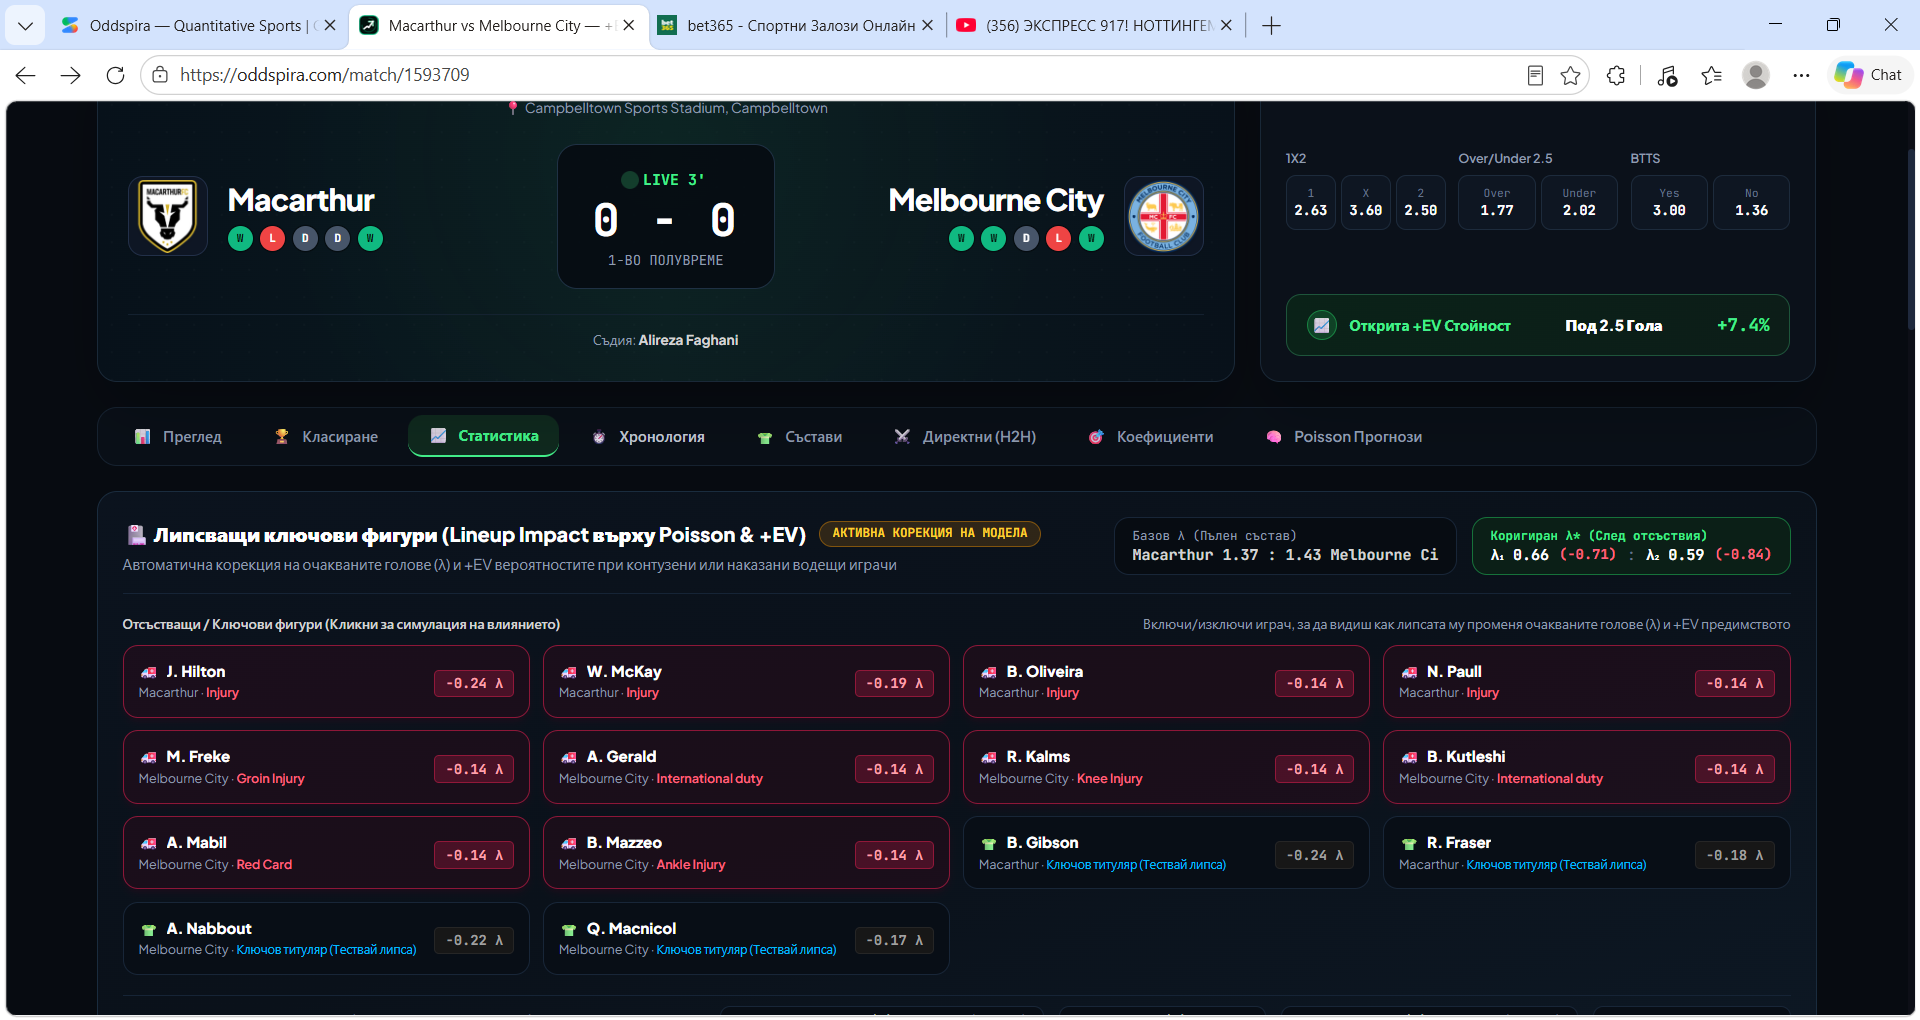 Oddspira — Quantitative Sports |
Macarthur vs Melbourne City —
bet365 - Спортни Залози Онлайн
(356) ЭКСПРЕСС 917! НОТТИНГЕМ
https://oddspira.com/match/1593709
Chat
Campbelltown Sports Stadium, Campbelltown
MACARTHUR FC
Macarthur
W L D D W
LIVE 3'
0 - 0
1-ВО ПОЛУВРЕМЕ
Melbourne City
W W D L W
MELBOURNE CITY
FOOTBALL CLUB
Съдия: Alireza Faghani
1X2
Over/Under 2.5
BTTS
1
2.63
X
3.60
2
2.50
Over
1.77
Under
2.02
Yes
3.00
No
1.36
Открита +EV Стойност
Под 2.5 Гола
+7.4%
Преглед
Класиране
Статистика
Хронология
Състави
Директни (H2H)
Коефициенти
Poisson Прогнози
Липсващи ключови фигури (Lineup Impact върху Poisson & +EV)
АКТИВНА КОРЕКЦИЯ НА МОДЕЛА
Автоматична корекция на очакваните голове (λ) и +EV вероятностите при контузени или наказани водещи играчи
Базов λ (Пълен състав)
Macarthur 1.37 : 1.43 Melbourne Ci
Коригиран λ* (След отсъствия)
λ₁ 0.66 (-0.71) : λ₂ 0.59 (-0.84)
Отсъстващи / Ключови фигури (Кликни за симулация на влиянието)
Включи/изключи играч, за да видиш как липсата му променя очакваните голове (λ) и +EV предимството
J. Hilton
Macarthur · Injury
-0.24 λ
W. McKay
Macarthur · Injury
-0.19 λ
B. Oliveira
Macarthur · Injury
-0.14 λ
N. Paull
Macarthur · Injury
-0.14 λ
M. Freke
Melbourne City · Groin Injury
-0.14 λ
A. Gerald
Melbourne City · International duty
-0.14 λ
R. Kalms
Melbourne City · Knee Injury
-0.14 λ
B. Kutleshi
Melbourne City · International duty
-0.14 λ
A. Mabil
Melbourne City · Red Card
-0.14 λ
B. Mazzeo
Melbourne City · Ankle Injury
-0.14 λ
B. Gibson
Macarthur · Ключов титуляр (Тествай липса)
-0.24 λ
R. Fraser
Macarthur · Ключов титуляр (Тествай липса)
-0.18 λ
A. Nabbout
Melbourne City · Ключов титуляр (Тествай липса)
-0.22 λ
Q. Macnicol
Melbourne City · Ключов титуляр (Тествай липса)
-0.17 λ